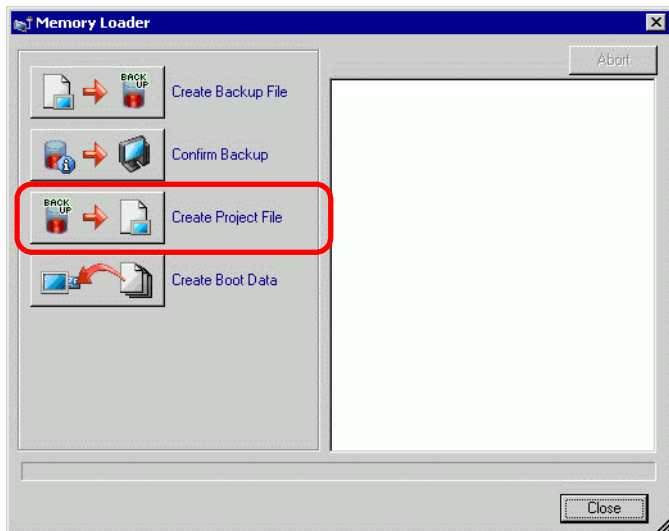 Memory Loader
Abort
BACK
UP
Create Backup File
Confirm Backup
BACK
UP
Create Project File
Create Boot Data
Close